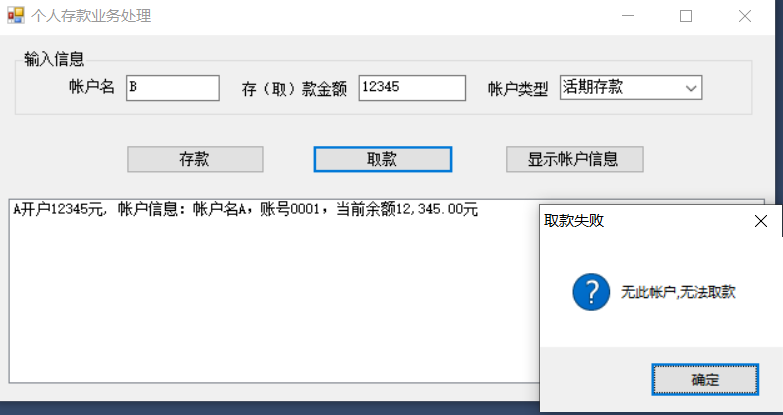 个人存款业务处理
输入信息
帐户名 B 存（取）款金额 12345 帐户类型 活期存款
存款 取款 显示帐户信息
A开户12345元, 帐户信息: 帐户名A，账号0001，当前余额12,345.00元
取款失败
无此帐户,无法取款
确定